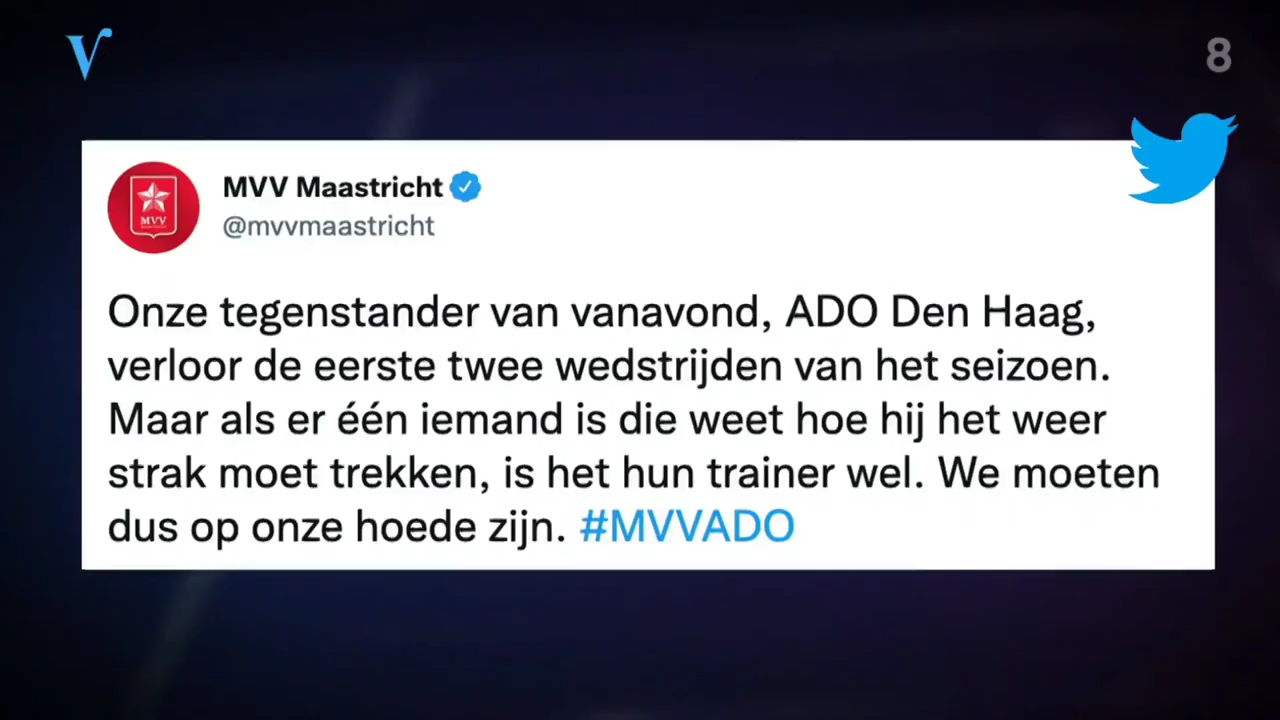 V
8
MVV Maastricht
@mvvmaastricht
MVV
Onze tegenstander van vanavond, ADO Den Haag,
verloor de eerste twee wedstrijden van het seizoen.
Maar als er één iemand is die weet hoe hij het weer
strak moet trekken, is het hun trainer wel. We moeten
dus op onze hoede zijn. #MVVADO